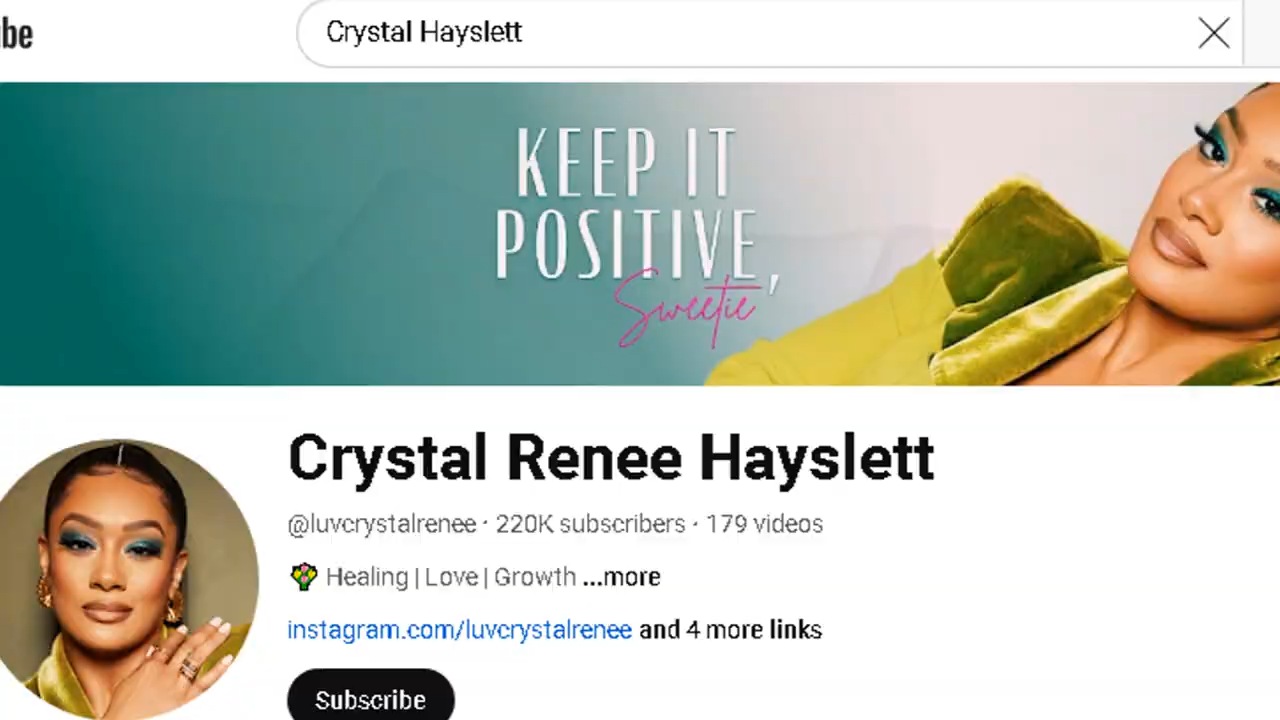 be
Crystal Hayslett
KEEP IT
POSITIVE,
Sweetie
Crystal Renee Hayslett
@luvcrystalrenee · 220K subscribers · 179 videos
Healing | Love | Growth ...more
instagram.com/luvcrystalrenee and 4 more links
Subscribe